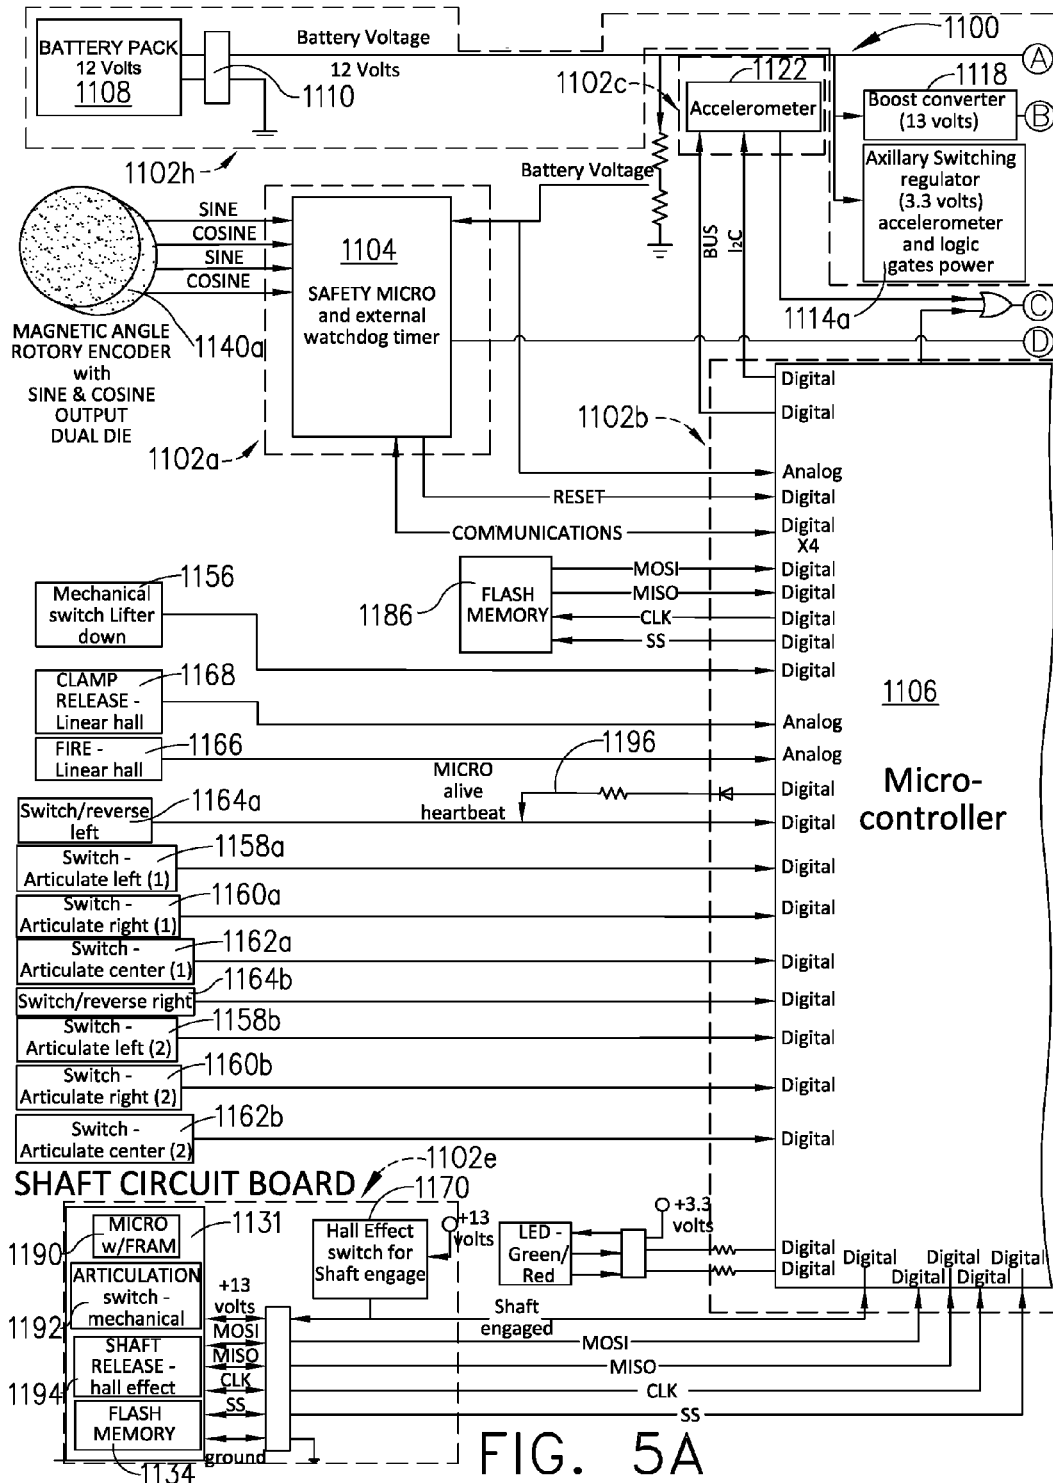 BATTERY PACK
12 Volts
1108
Battery Voltage
12 Volts
1110
1102h
1100
A
1102c
1122
Accelerometer
1118
Boost converter
(13 volts)
B
Axillary Switching
regulator
(3.3 volts)
accelerometer
and logic
gates power
1114a
C
D
Battery Voltage
BUS
I₂C
SINE
COSINE
SINE
COSINE
MAGNETIC ANGLE
ROTORY ENCODER
with
SINE & COSINE
OUTPUT
DUAL DIE
1140a
1104
SAFETY MICRO
and external
watchdog timer
1102a
1102b
Digital
Digital
Analog
RESET
Digital
COMMUNICATIONS
Digital
X4
1186
FLASH
MEMORY
MOSI
Digital
MISO
Digital
CLK
Digital
SS
Digital
1156
Mechanical
switch Lifter
down
Digital
1168
CLAMP
RELEASE -
Linear hall
Analog
1166
FIRE -
Linear hall
Analog
1106
Micro-
controller
1196
MICRO
alive
heartbeat
Digital
1164a
Switch/reverse
left
Digital
1158a
Switch -
Articulate left (1)
Digital
1160a
Switch -
Articulate right (1)
Digital
1162a
Switch -
Articulate center (1)
Digital
1164b
Switch/reverse right
Digital
1158b
Switch -
Articulate left (2)
Digital
1160b
Switch -
Articulate right (2)
Digital
1162b
Switch -
Articulate center (2)
Digital
SHAFT CIRCUIT BOARD
1102e
1131
1190
MICRO
w/FRAM
1192
ARTICULATION
switch -
mechanical
1194
SHAFT
RELEASE -
hall effect
FLASH
MEMORY
1134
1170
Hall Effect
switch for
Shaft engage
+13
volts
+13
volts
MOSI
MISO
CLK
SS
ground
LED -
Green/
Red
+3.3
volts
Digital
Digital
Digital
Digital
Digital
Digital
Digital
Shaft
engaged
MOSI
MISO
CLK
SS
FIG. 5A